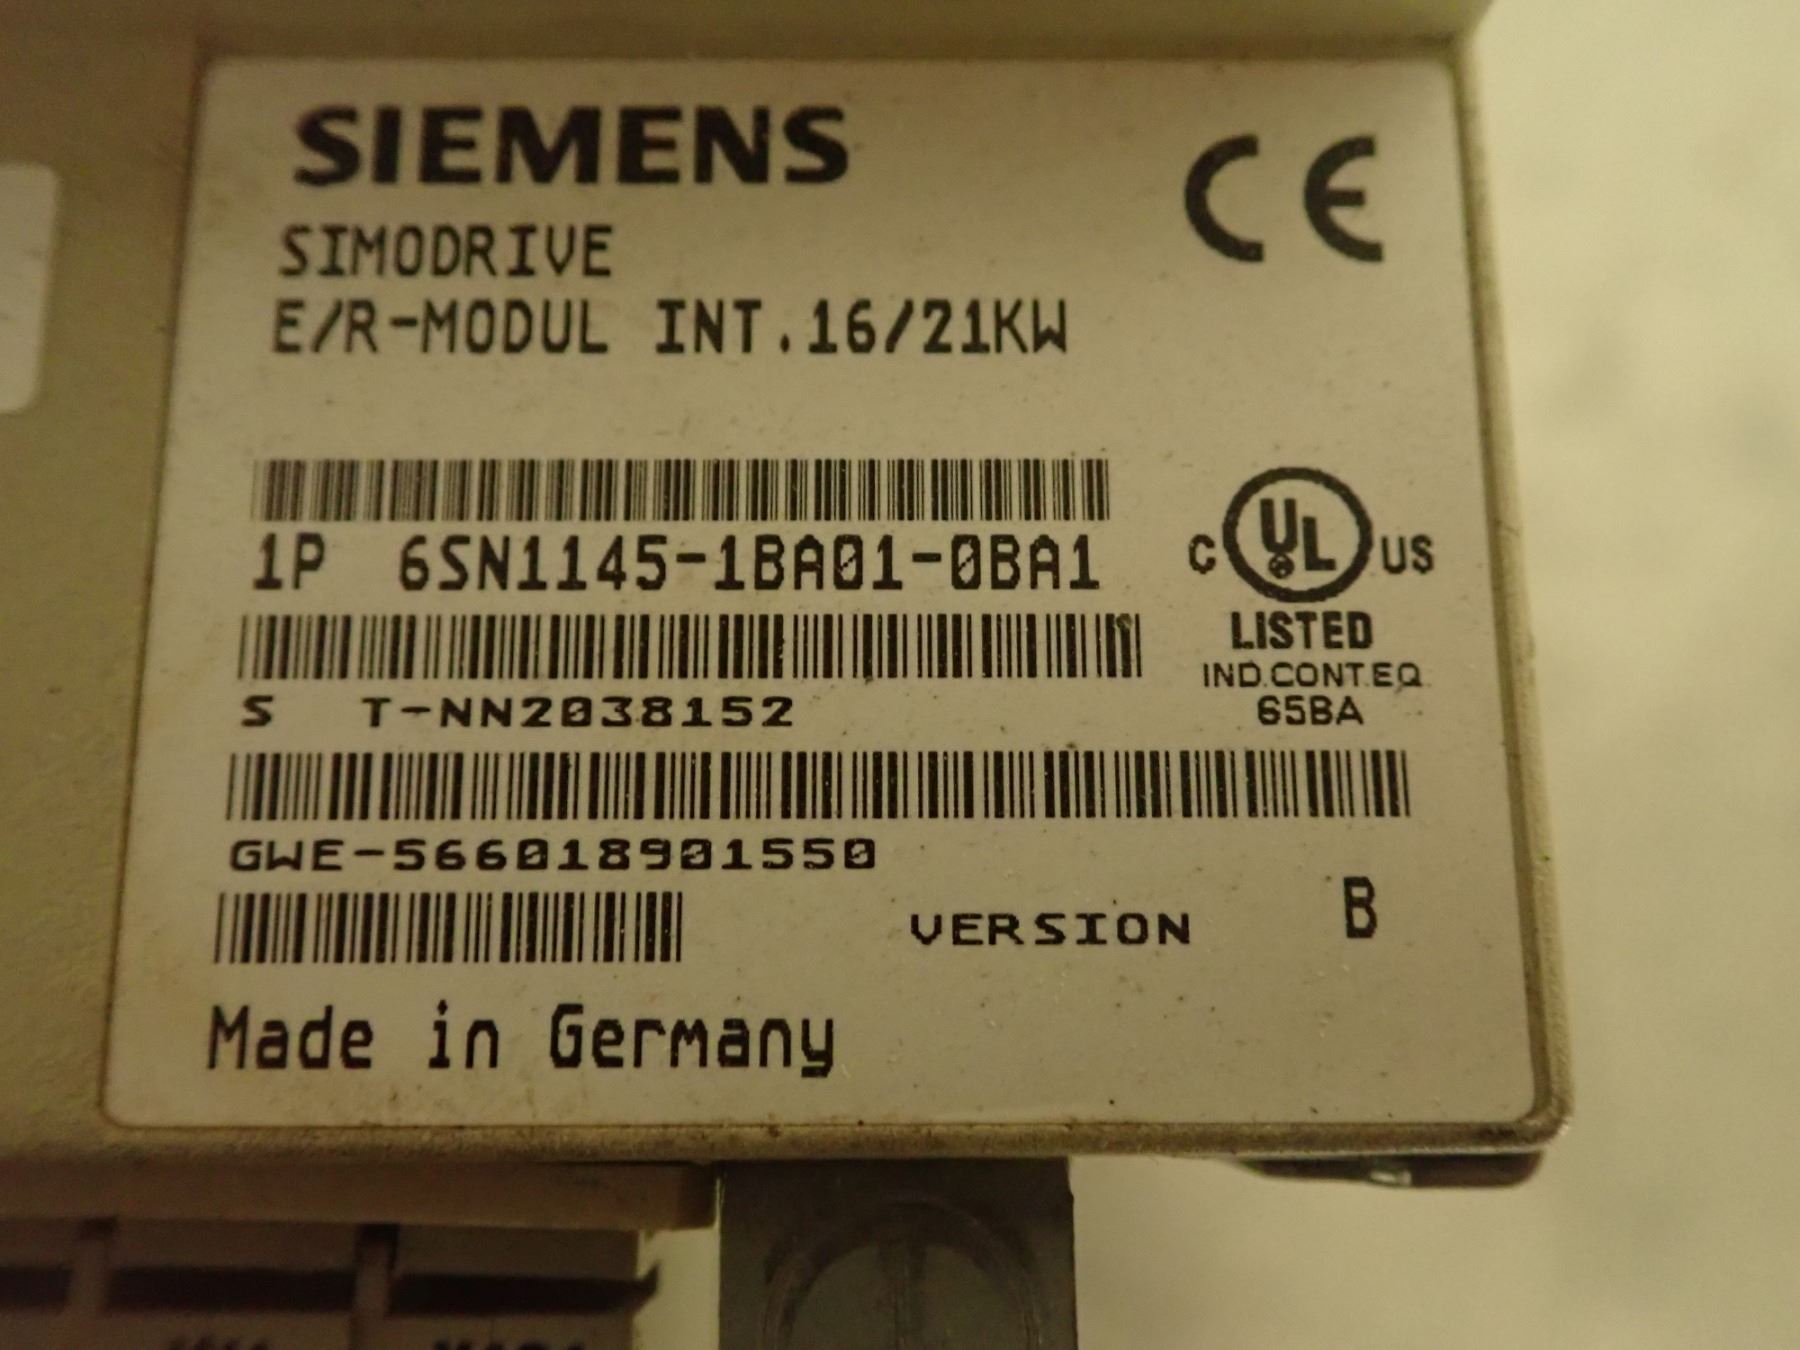 SIEMENS
CE
SIMODRIVE
E/R-MODUL INT.16/21KW
1P 6SN1145-1BA01-0BA1
C UL US
LISTED
IND.CONT.EQ.
65BA
S T-NN2038152
GWE-566018901550
VERSION B
Made in Germany